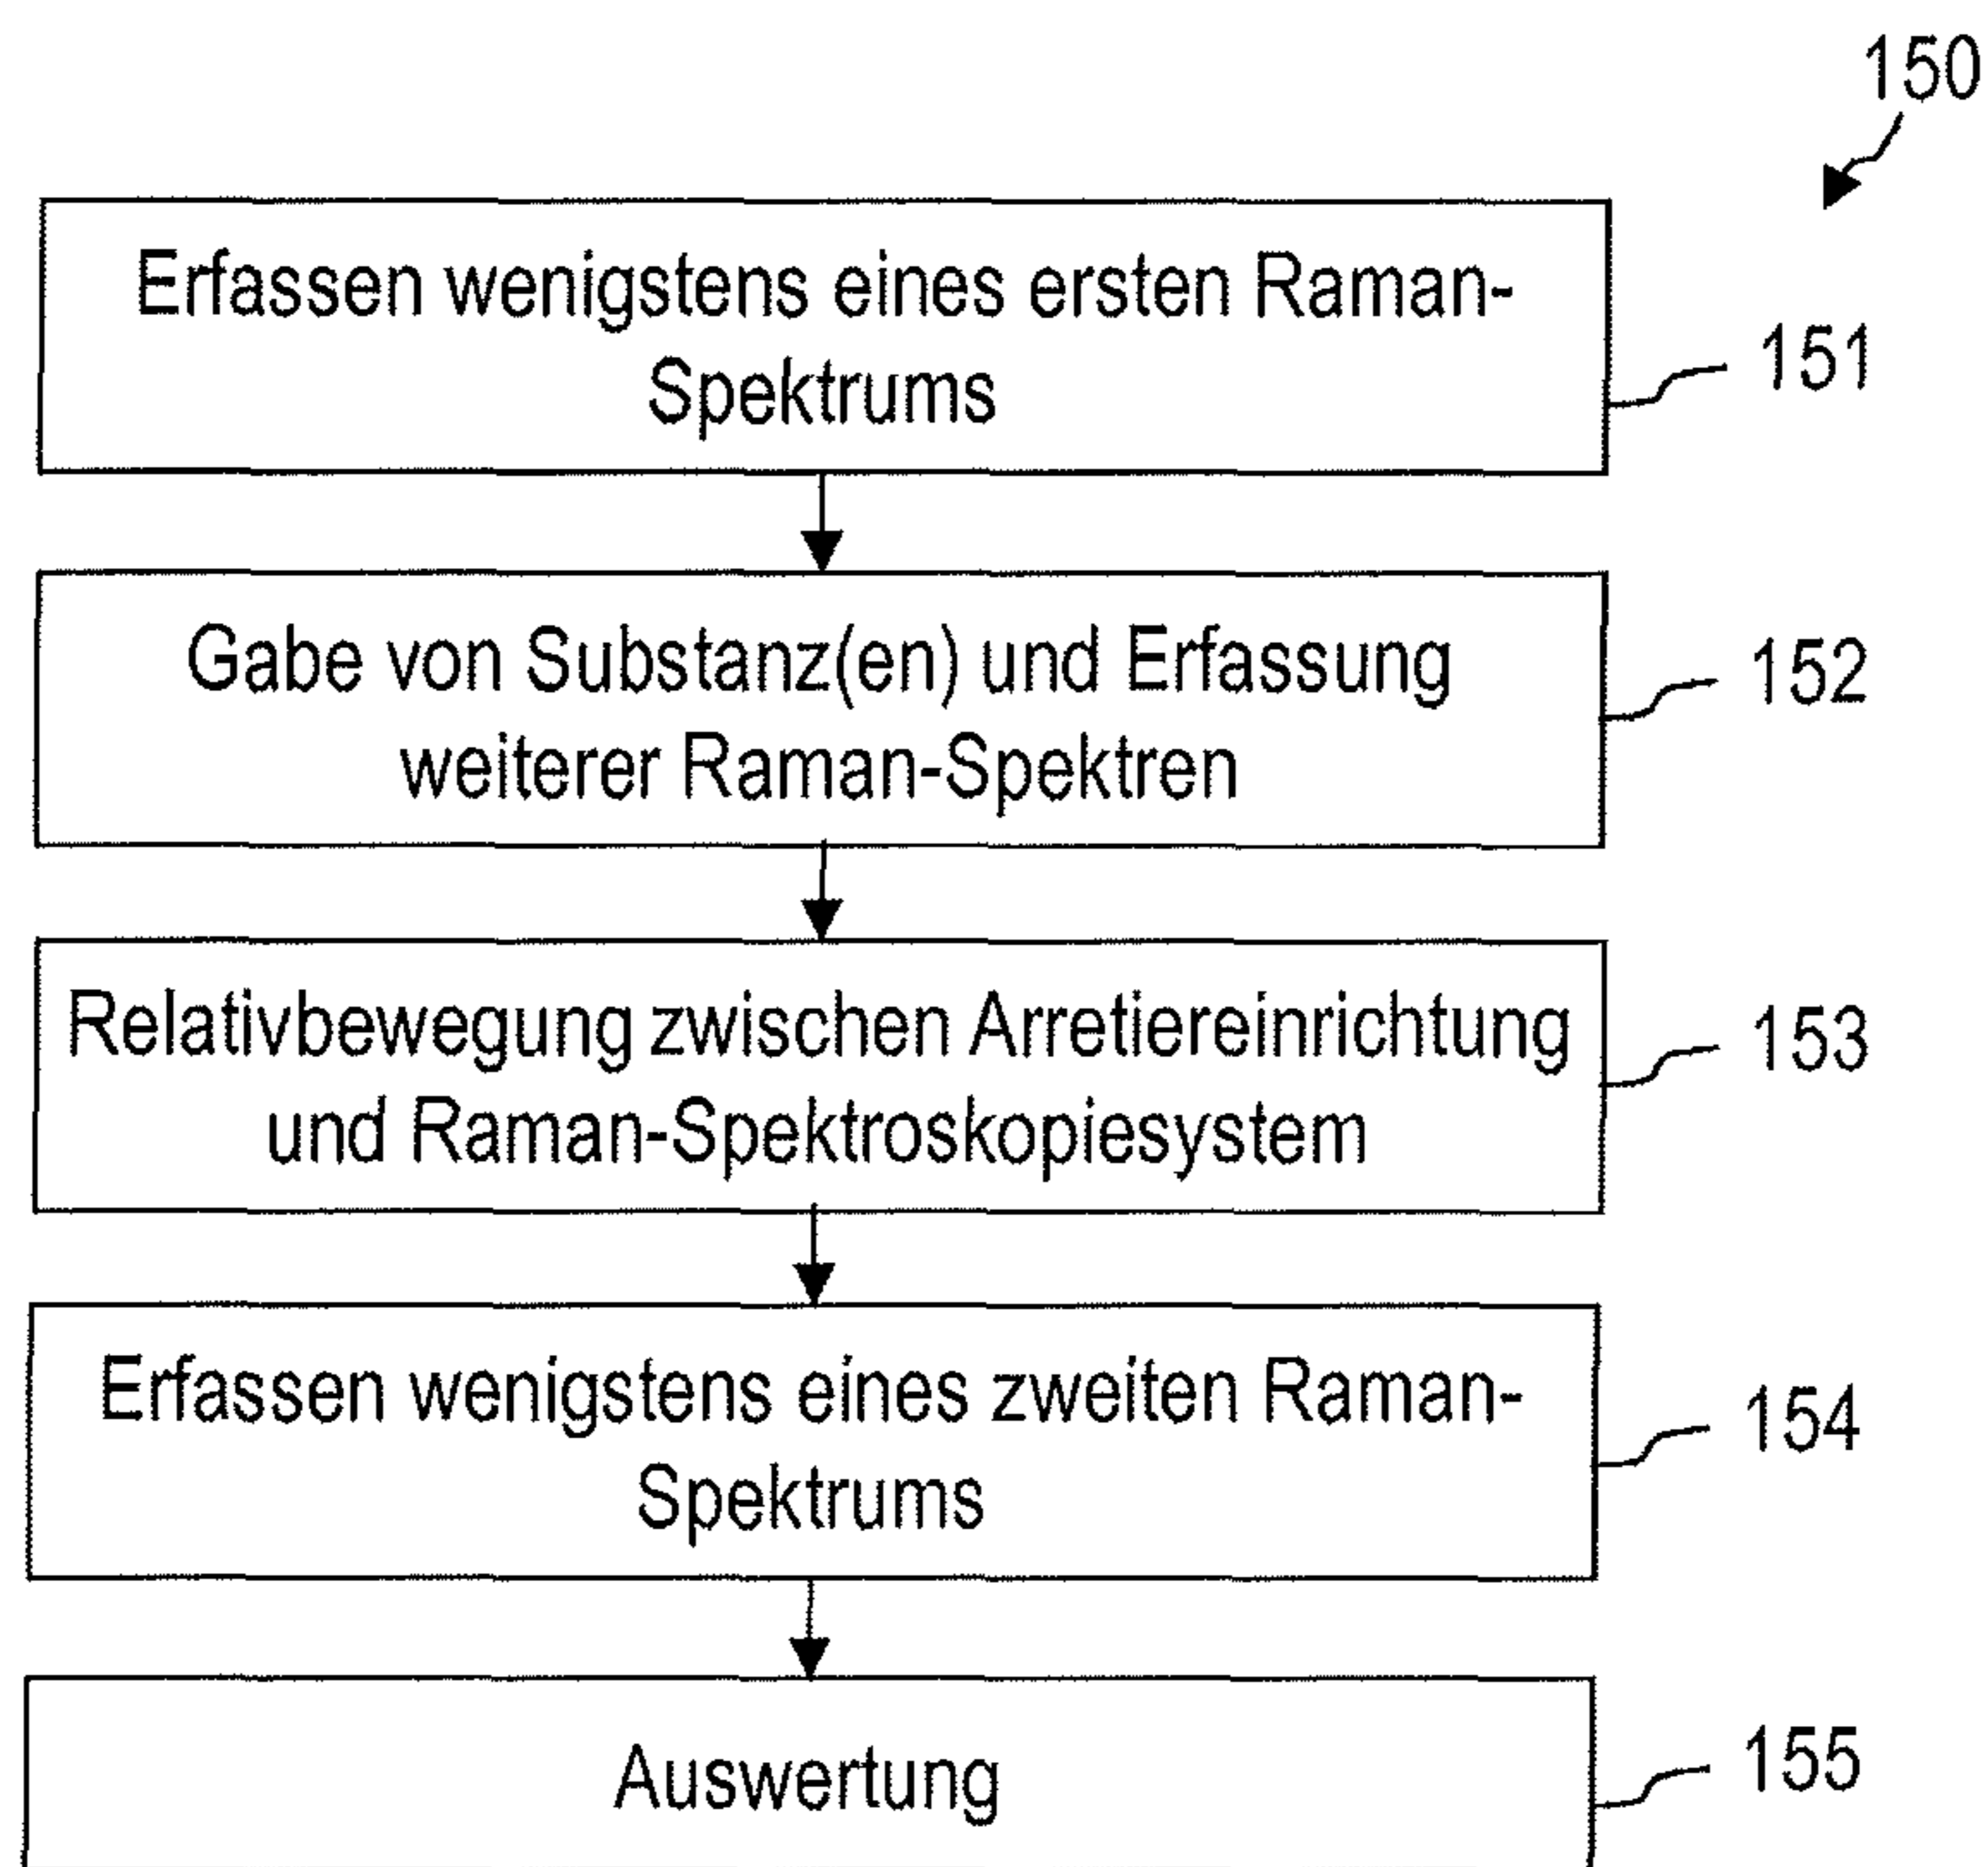 150
Erfassen wenigstens eines ersten Raman-
Spektrums
151
Gabe von Substanz(en) und Erfassung
weiterer Raman-Spektren
152
Relativbewegung zwischen Arretiereinrichtung
und Raman-Spektroskopiesystem
153
Erfassen wenigstens eines zweiten Raman-
Spektrums
154
Auswertung
155